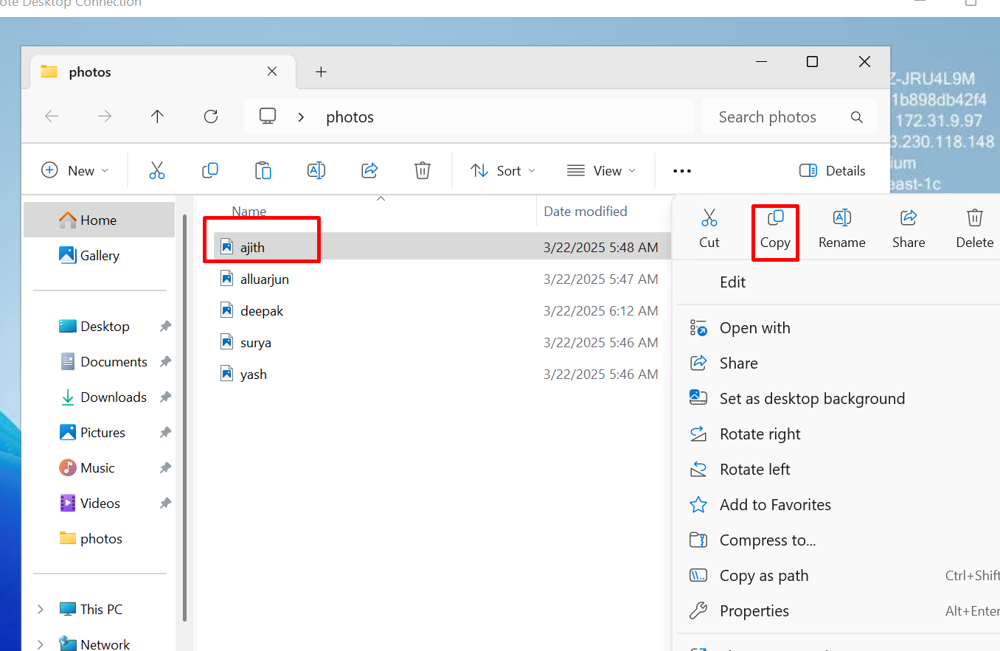 ote Desktop Connection
photos
photos
Search photos
Z-JRU4L9M
1b898db42f4
172.31.9.97
3.230.118.148
ium
east-1c
New
Sort
View
Details
Name
Date modified
Home
Gallery
Desktop
Documents
Downloads
Pictures
Music
Videos
photos
This PC
Network
ajith 3/22/2025 5:48 AM
alluarjun 3/22/2025 5:47 AM
deepak 3/22/2025 6:12 AM
surya 3/22/2025 5:46 AM
yash 3/22/2025 5:46 AM
Cut
Copy
Rename
Share
Delete
Edit
Open with
Share
Set as desktop background
Rotate right
Rotate left
Add to Favorites
Compress to...
Copy as path Ctrl+Shift
Properties Alt+Enter